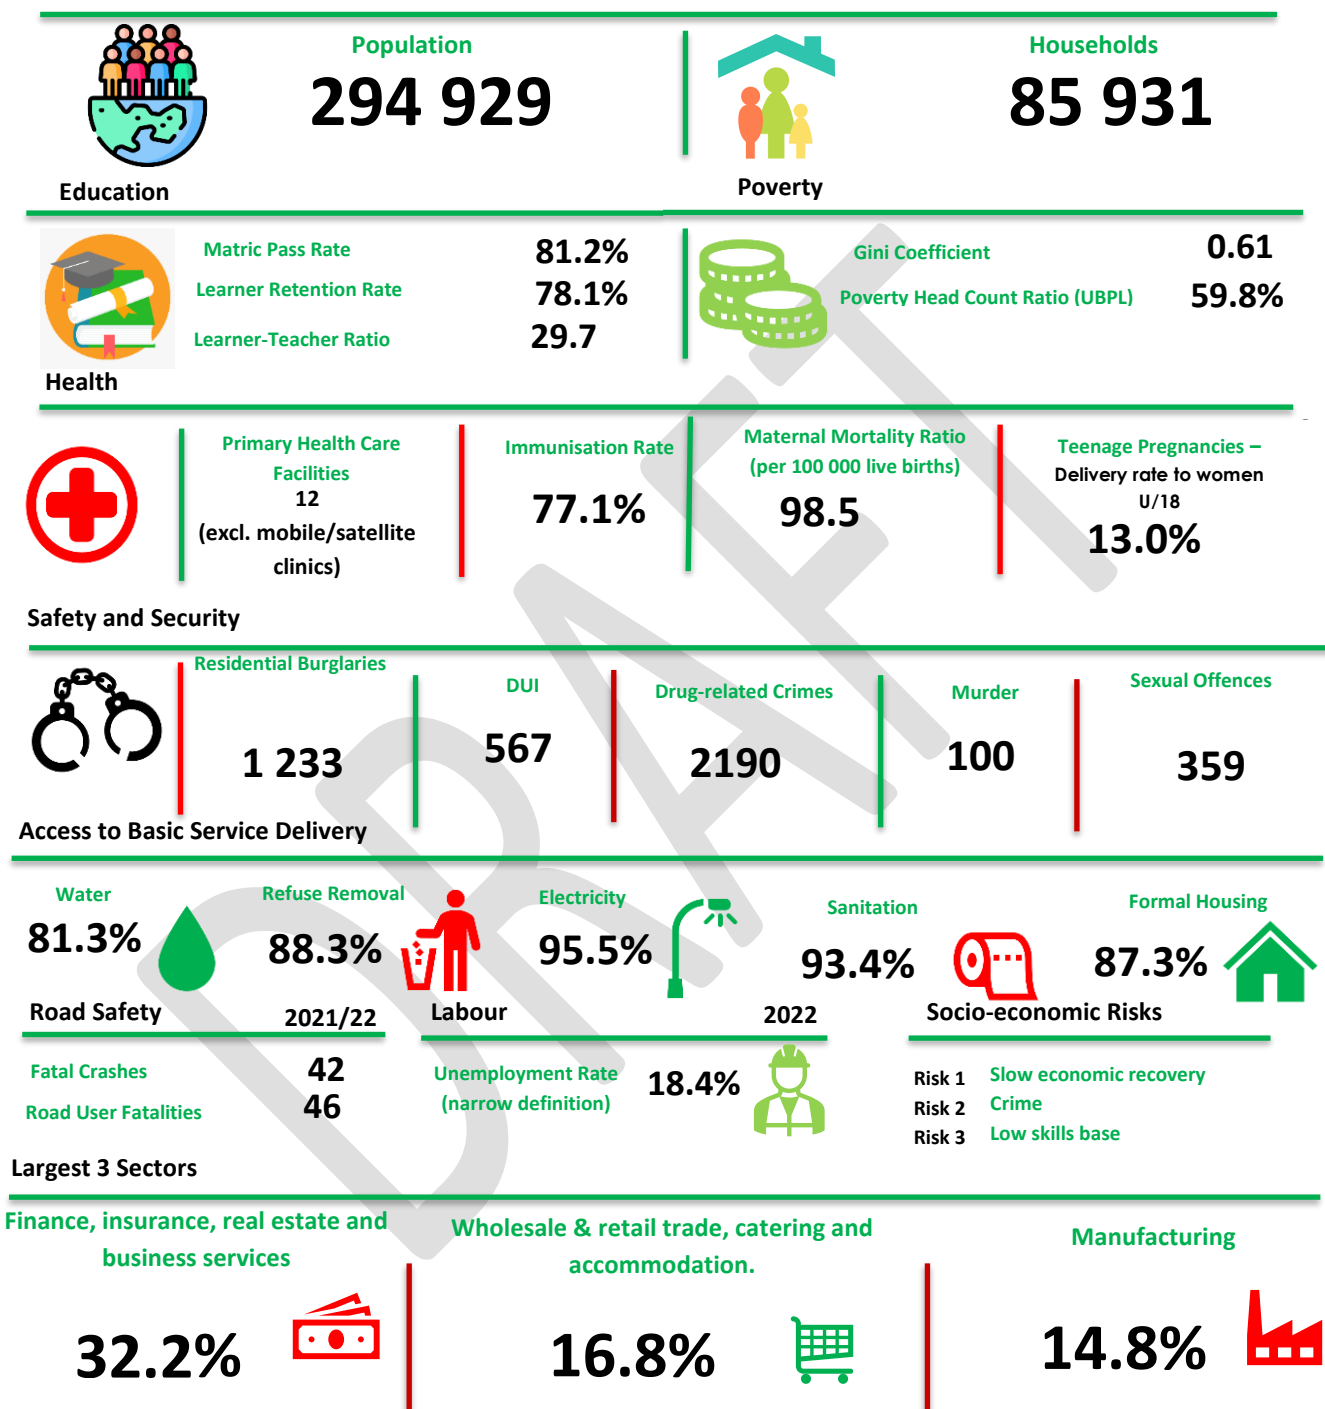 Population
294 929
Households
85 931
Education
Poverty
Matric Pass Rate 81.2%
Learner Retention Rate 78.1%
Learner-Teacher Ratio 29.7
Gini Coefficient 0.61
Poverty Head Count Ratio (UBPL) 59.8%
Health
Primary Health Care
Facilities
12
(excl. mobile/satellite
clinics)
Immunisation Rate
77.1%
Maternal Mortality Ratio
(per 100 000 live births)
98.5
Teenage Pregnancies –
Delivery rate to women
U/18
13.0%
Safety and Security
Residential Burglaries
1 233
DUI
567
Drug-related Crimes
2190
Murder
100
Sexual Offences
359
Access to Basic Service Delivery
Water
81.3%
Refuse Removal
88.3%
Electricity
95.5%
Sanitation
93.4%
Formal Housing
87.3%
Road Safety 2021/22
Fatal Crashes 42
Road User Fatalities 46
Labour 2022
Unemployment Rate
(narrow definition)
18.4%
Socio-economic Risks
Risk 1 Slow economic recovery
Risk 2 Crime
Risk 3 Low skills base
Largest 3 Sectors
Finance, insurance, real estate and
business services
32.2%
Wholesale & retail trade, catering and
accommodation.
16.8%
Manufacturing
14.8%
DRAFT